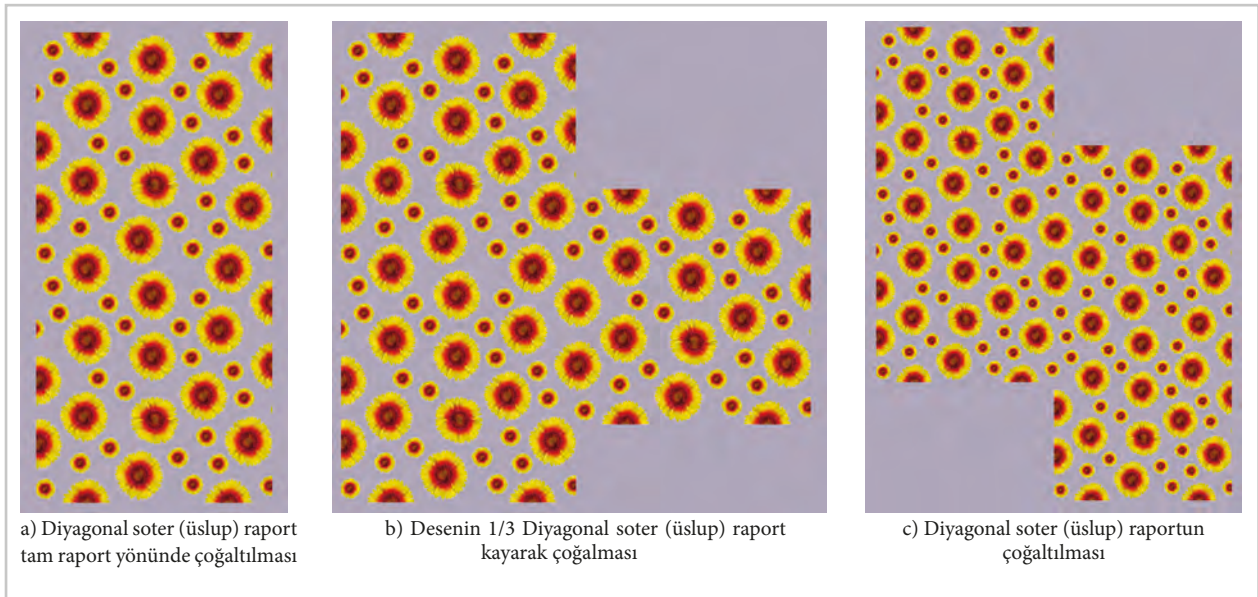 a) Diyagonal soter (üslup) raport
tam raport yönünde çoğaltılması
b) Desenin 1/3 Diyagonal soter (üslup) raport
kayarak çoğalması
c) Diyagonal soter (üslup) raportun
çoğaltılması